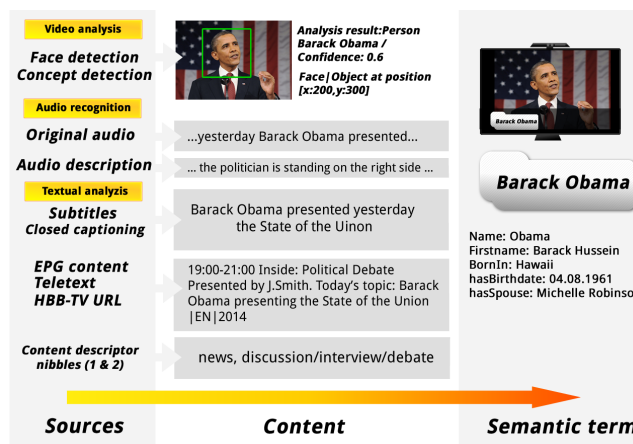 Video analysis
Face detection
Concept detection
Analysis result:Person
Barack Obama /
Confidence: 0.6
Face|Object at position
[x:200,y:300]
Audio recognition
Original audio
...yesterday Barack Obama presented...
Audio description
... the politician is standing on the right side ...
Textual analyzis
Subtitles
Closed captioning
Barack Obama presented yesterday
the State of the Uinon
EPG content
Teletext
HBB-TV URL
19:00-21:00 Inside: Political Debate
Presented by J.Smith. Today's topic: Barack
Obama presenting the State of the Union
|EN|2014
Content descriptor
nibbles (1 & 2)
news, discussion/interview/debate
Barack Obama
Barack Obama
Name: Obama
Firstname: Barack Hussein
BornIn: Hawaii
hasBirthdate: 04.08.1961
hasSpouse: Michelle Robinso
Sources
Content
Semantic term